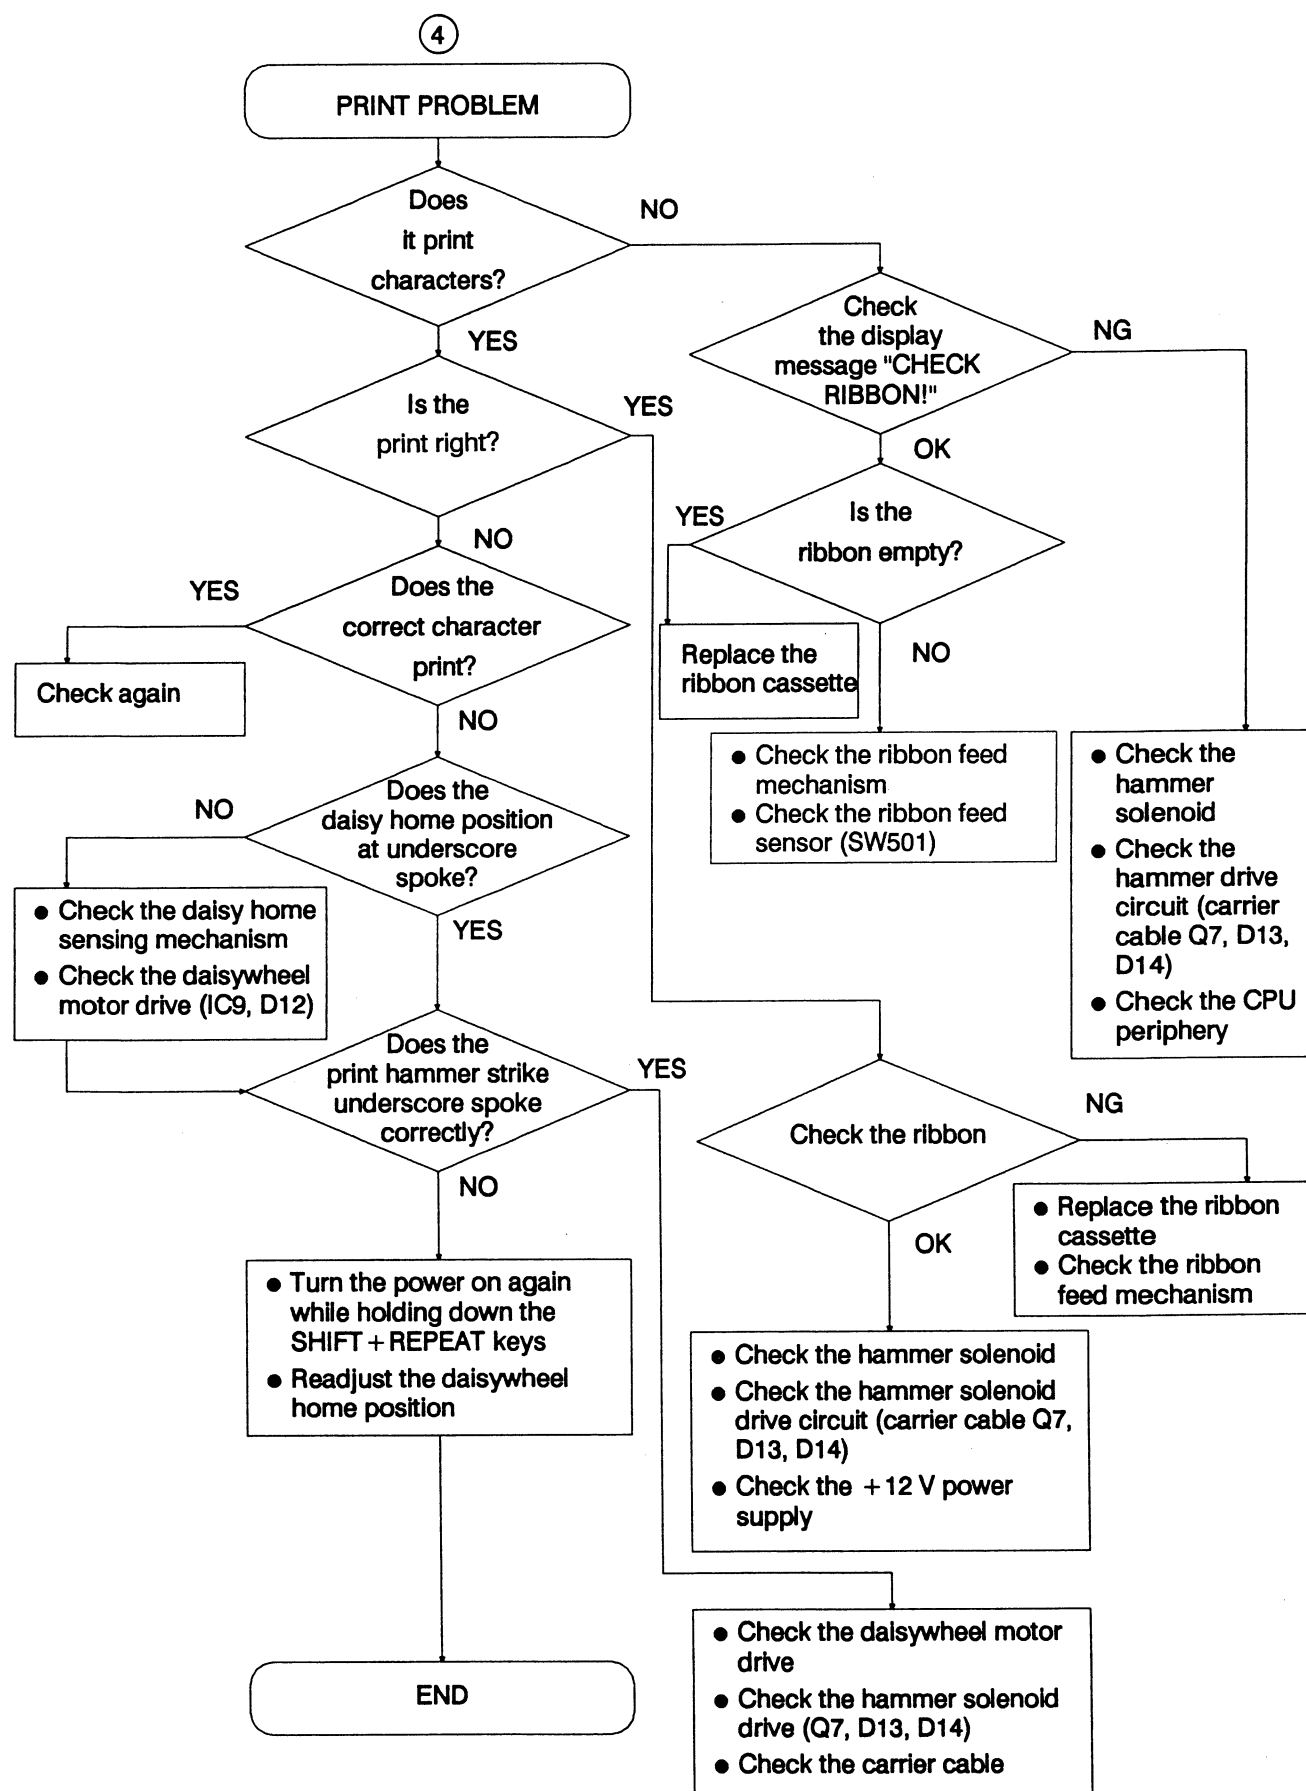 4
PRINT PROBLEM
Does
it print
characters?
NO
YES
Check
the display
message "CHECK
RIBBON!"
NG
OK
Is the
print right?
YES
NO
Is the
ribbon empty?
YES
NO
Replace the
ribbon cassette
Does the
correct character
print?
YES
NO
Check again
● Check the ribbon feed
mechanism
● Check the ribbon feed
sensor (SW501)
● Check the
hammer
solenoid
● Check the
hammer drive
circuit (carrier
cable Q7, D13,
D14)
● Check the CPU
periphery
Does the
daisy home position
at underscore
spoke?
NO
YES
● Check the daisy home
sensing mechanism
● Check the daisywheel
motor drive (IC9, D12)
Does the
print hammer strike
underscore spoke
correctly?
YES
NO
Check the ribbon
NG
OK
● Replace the ribbon
cassette
● Check the ribbon
feed mechanism
● Turn the power on again
while holding down the
SHIFT + REPEAT keys
● Readjust the daisywheel
home position
● Check the hammer solenoid
● Check the hammer solenoid
drive circuit (carrier cable Q7,
D13, D14)
● Check the +12 V power
supply
END
● Check the daisywheel motor
drive
● Check the hammer solenoid
drive (Q7, D13, D14)
● Check the carrier cable